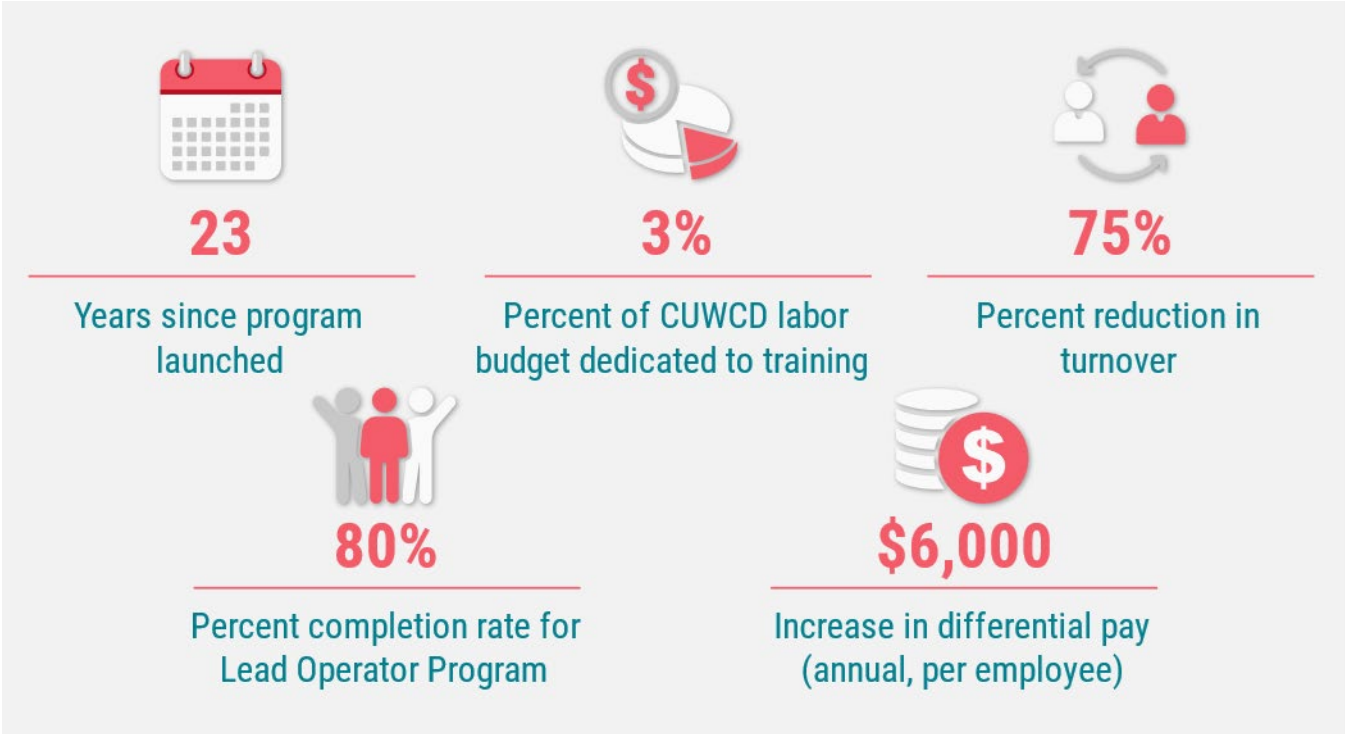 23
Years since program
launched
3%
Percent of CUWCD labor
budget dedicated to training
75%
Percent reduction in
turnover
80%
Percent completion rate for
Lead Operator Program
$6,000
Increase in differential pay
(annual, per employee)